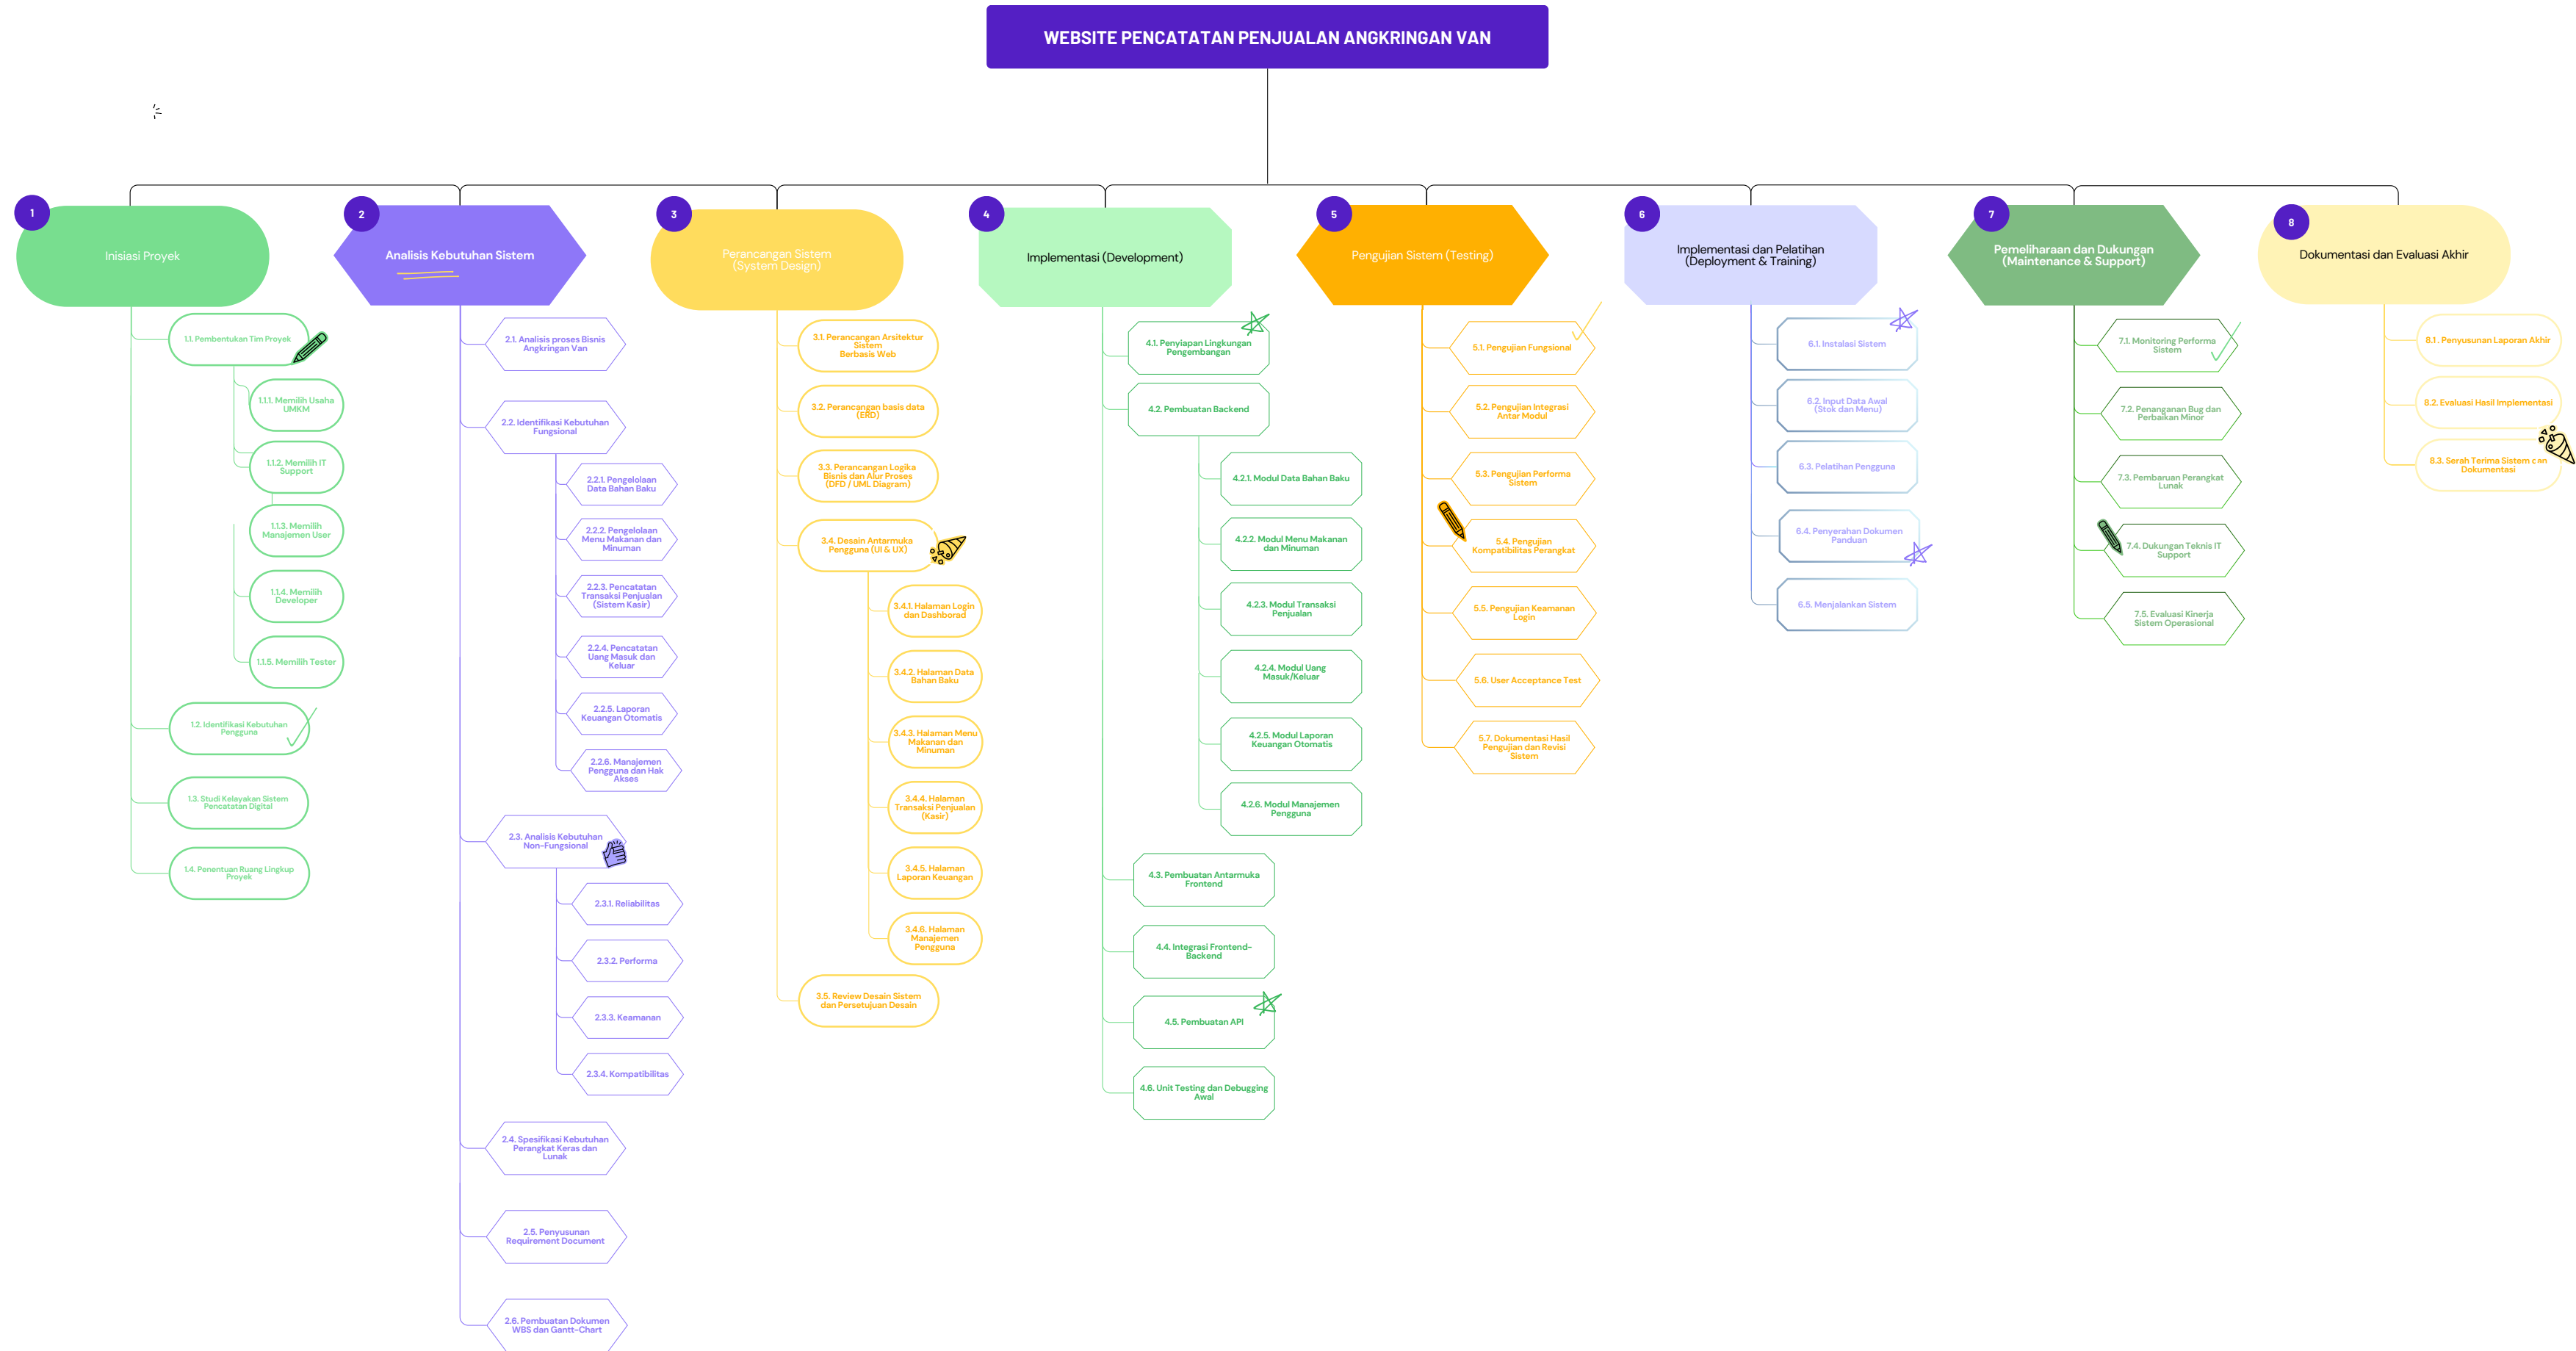 WEBSITE PENCATATAN PENJUALAN ANGKRINGAN VAN
1
Inisiasi Proyek
1.1. Pembentukan Tim Proyek
1.1.1. Memilih Usaha
UMKM
1.1.2. Memilih IT
Support
1.1.3. Memilih
Manajemen User
1.1.4. Memilih
Developer
1.1.5. Memilih Tester
1.2. Identifikasi Kebutuhan
Pengguna
1.3. Studi Kelayakan Sistem
Pencatatan Digital
1.4. Penentuan Ruang Lingkup
Proyek
2
Analisis Kebutuhan Sistem
2.1. Analisis proses Bisnis
Angkringan Van
2.2. Identifikasi Kebutuhan
Fungsional
2.2.1. Pengelolaan
Data Bahan Baku
2.2.2. Pengelolaan
Menu Makanan dan
Minuman
2.2.3. Pencatatan
Transaksi Penjualan
(Sistem Kasir)
2.2.4. Pencatatan
Uang Masuk dan
Keluar
2.2.5. Laporan
Keuangan Otomatis
2.2.6. Manajemen
Pengguna dan Hak
Akses
2.3. Analisis Kebutuhan
Non-Fungsional
2.3.1. Reliabilitas
2.3.2. Performa
2.3.3. Keamanan
2.3.4. Kompatibilitas
2.4. Spesifikasi Kebutuhan
Perangkat Keras dan
Lunak
2.5. Penyusunan
Requirement Document
2.6. Pembuatan Dokumen
WBS dan Gantt-Chart
3
Perancangan Sistem
(System Design)
3.1. Perancangan Arsitektur
Sistem
Berbasis Web
3.2. Perancangan basis data
(ERD)
3.3. Perancangan Logika
Bisnis dan Alur Proses
(DFD / UML Diagram)
3.4. Desain Antarmuka
Pengguna (UI & UX)
3.4.1. Halaman Login
dan Dashborad
3.4.2. Halaman Data
Bahan Baku
3.4.3. Halaman Menu
Makanan dan
Minuman
3.4.4. Halaman
Transaksi Penjualan
(Kasir)
3.4.5. Halaman
Laporan Keuangan
3.4.6. Halaman
Manajemen
Pengguna
3.5. Review Desain Sistem
dan Persetujuan Desain
4
Implementasi (Development)
4.1. Penyiapan Lingkungan
Pengembangan
4.2. Pembuatan Backend
4.2.1. Modul Data Bahan Baku
4.2.2. Modul Menu Makanan
dan Minuman
4.2.3. Modul Transaksi
Penjualan
4.2.4. Modul Uang
Masuk/Keluar
4.2.5. Modul Laporan
Keuangan Otomatis
4.2.6. Modul Manajemen
Pengguna
4.3. Pembuatan Antarmuka
Frontend
4.4. Integrasi Frontend-
Backend
4.5. Pembuatan API
4.6. Unit Testing dan Debugging
Awal
5
Pengujian Sistem (Testing)
5.1. Pengujian Fungsional
5.2. Pengujian Integrasi
Antar Modul
5.3. Pengujian Performa
Sistem
5.4. Pengujian
Kompatibilitas Perangkat
5.5. Pengujian Keamanan
Login
5.6. User Acceptance Test
5.7. Dokumentasi Hasil
Pengujian dan Revisi
Sistem
6
Implementasi dan Pelatihan
(Deployment & Training)
6.1. Instalasi Sistem
6.2. Input Data Awal
(Stok dan Menu)
6.3. Pelatihan Pengguna
6.4. Penyerahan Dokumen
Panduan
6.5. Menjalankan Sistem
7
Pemeliharaan dan Dukungan
(Maintenance & Support)
7.1. Monitoring Performa
Sistem
7.2. Penanganan Bug dan
Perbaikan Minor
7.3. Pembaruan Perangkat
Lunak
7.4. Dukungan Teknis IT
Support
7.5. Evaluasi Kinerja
Sistem Operasional
8
Dokumentasi dan Evaluasi Akhir
8.1 . Penyusunan Laporan Akhir
8.2. Evaluasi Hasil Implementasi
8.3. Serah Terima Sistem dan
Dokumentasi